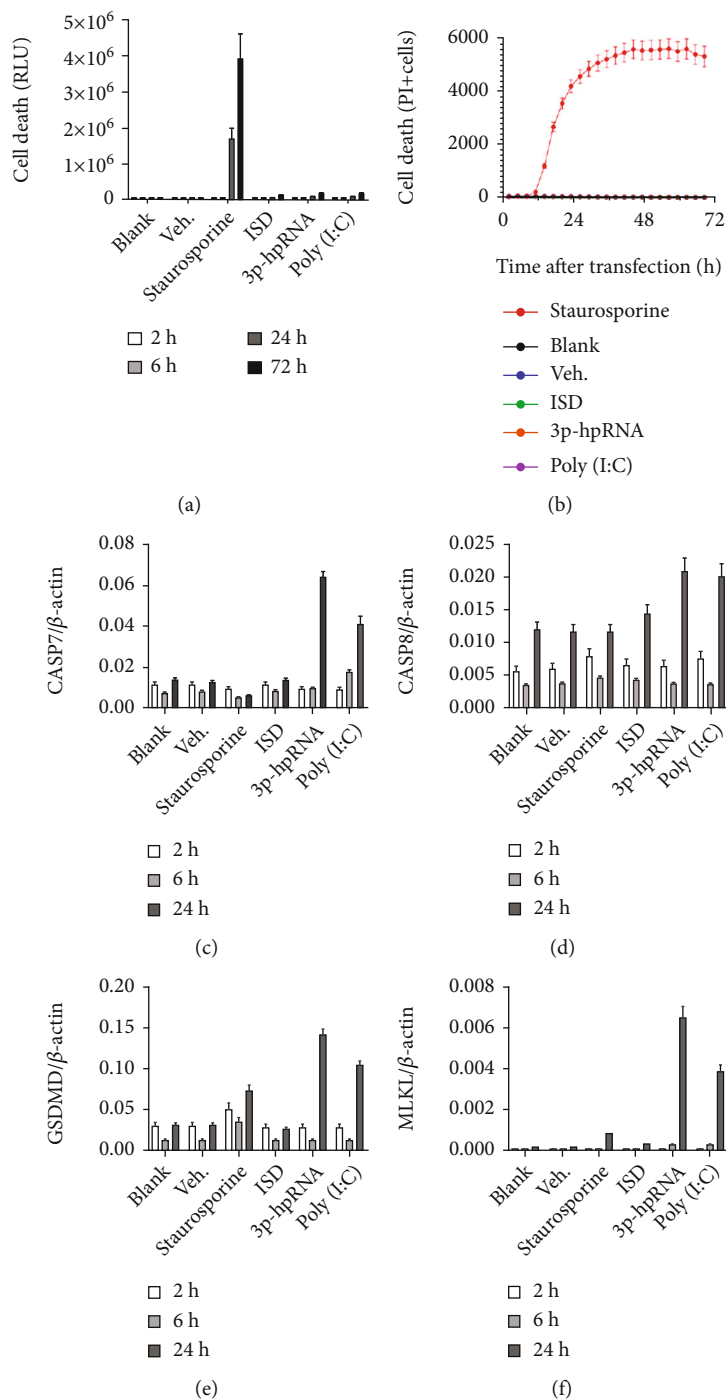 Cell death (RLU)
5×10⁶
4×10⁶
3×10⁶
2×10⁶
1×10⁶
0
Blank
Veh.
Staurosporine
ISD
3p-hpRNA
Poly (I:C)
2 h
24 h
6 h
72 h
(a)
Cell death (PI+cells)
6000
4000
2000
0
0
24
48
72
Time after transfection (h)
Staurosporine
Blank
Veh.
ISD
3p-hpRNA
Poly (I:C)
(b)
CASP7/β-actin
0.08
0.06
0.04
0.02
0.00
Blank
Veh.
Staurosporine
ISD
3p-hpRNA
Poly (I:C)
2 h
6 h
24 h
(c)
CASP8/β-actin
0.025
0.020
0.015
0.010
0.005
0.000
Blank
Veh.
Staurosporine
ISD
3p-hpRNA
Poly (I:C)
2 h
6 h
24 h
(d)
GSDMD/β-actin
0.20
0.15
0.10
0.05
0.00
Blank
Veh.
Staurosporine
ISD
3p-hpRNA
Poly (I:C)
2 h
6 h
24 h
(e)
MLKL/β-actin
0.008
0.006
0.004
0.002
0.000
Blank
Veh.
Staurosporine
ISD
3p-hpRNA
Poly (I:C)
2 h
6 h
24 h
(f)